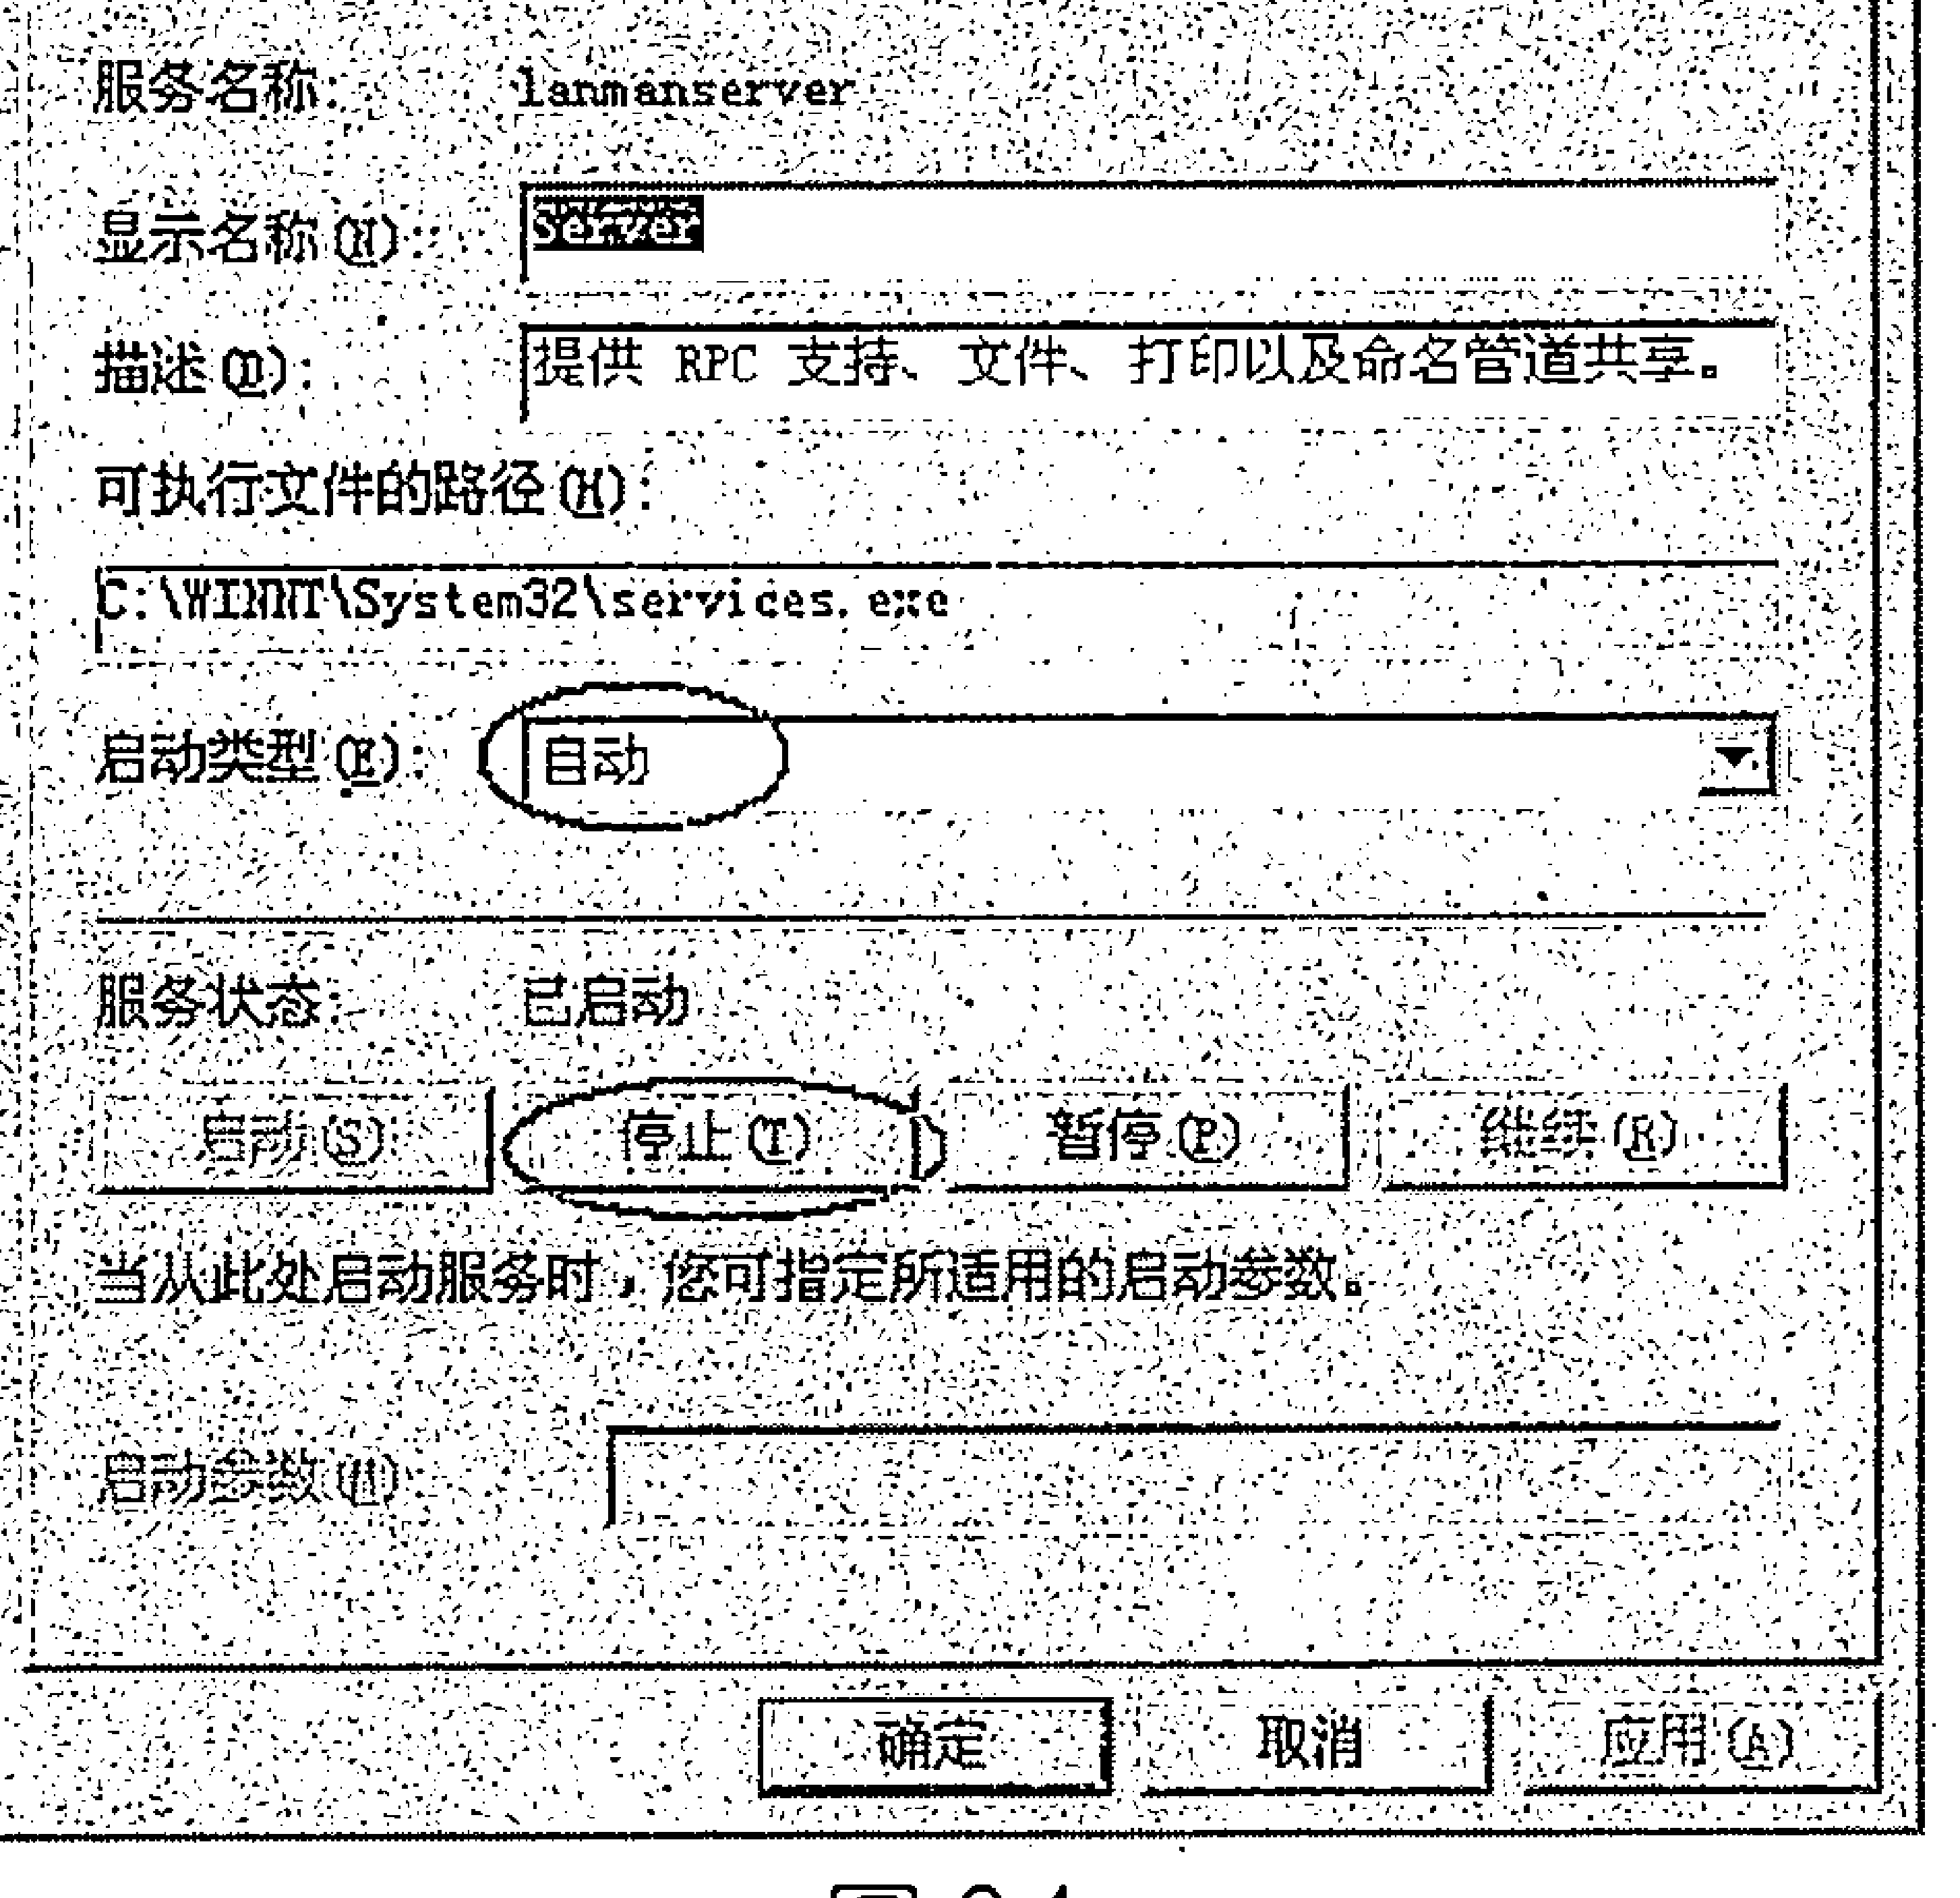 服务名称: lanmanserver
显示名称(N): Server
描述(D): 提供 RPC 支持、文件、打印以及命名管道共享。
可执行文件的路径(H):
C:\WINNT\System32\services.exe
启动类型(E): 自动
服务状态: 已启动
启动(S) 停止(T) 暂停(P) 继续(R)
当从此处启动服务时，您可指定所适用的启动参数。
启动参数(M):
确定 取消 应用(A)